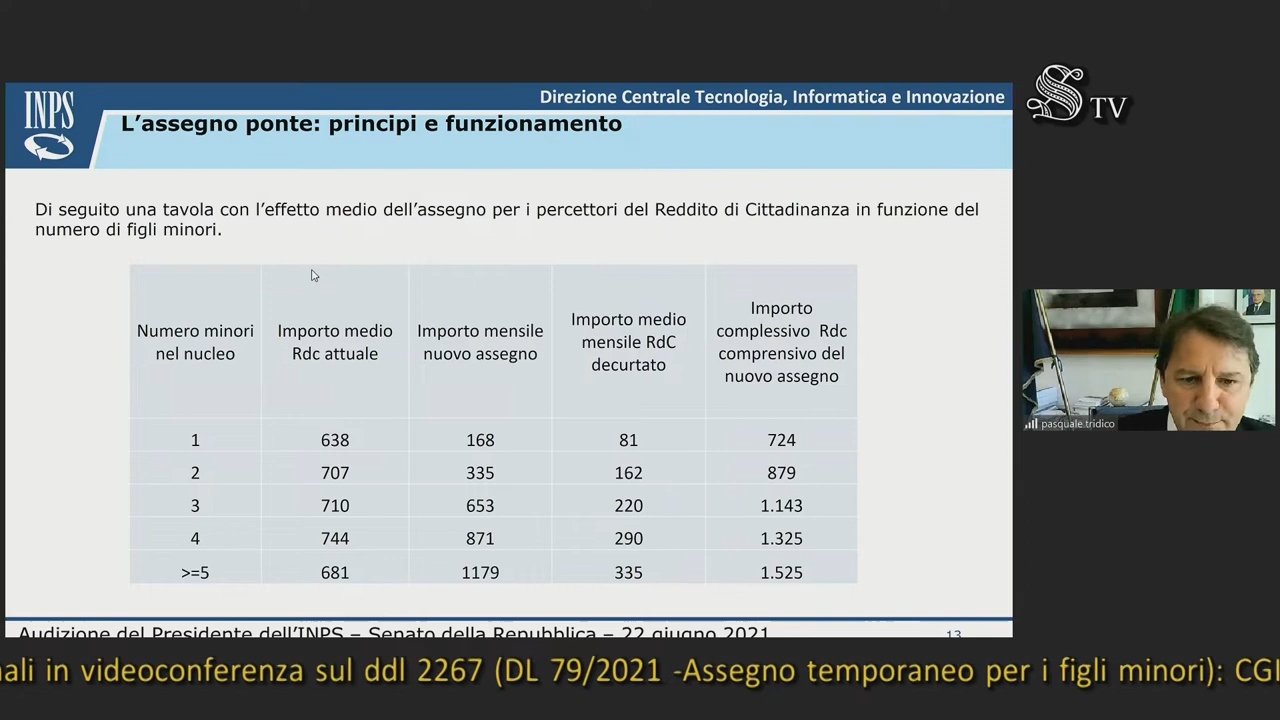 INPS
Direzione Centrale Tecnologia, Informatica e Innovazione
L’assegno ponte: principi e funzionamento
S TV
Di seguito una tavola con l’effetto medio dell’assegno per i percettori del Reddito di Cittadinanza in funzione del
numero di figli minori.
Numero minori nel nucleo | Importo medio Rdc attuale | Importo mensile nuovo assegno | Importo medio mensile RdC decurtato | Importo complessivo Rdc comprensivo del nuovo assegno
1 638 168 81 724
2 707 335 162 879
3 710 653 220 1.143
4 744 871 290 1.325
>=5 681 1179 335 1.525
pasquale tridico
Audizione del Presidente dell’INPS – Senato della Repubblica – 22 giugno 2021 13
nali in videoconferenza sul ddl 2267 (DL 79/2021 -Assegno temporaneo per i figli minori): CGI